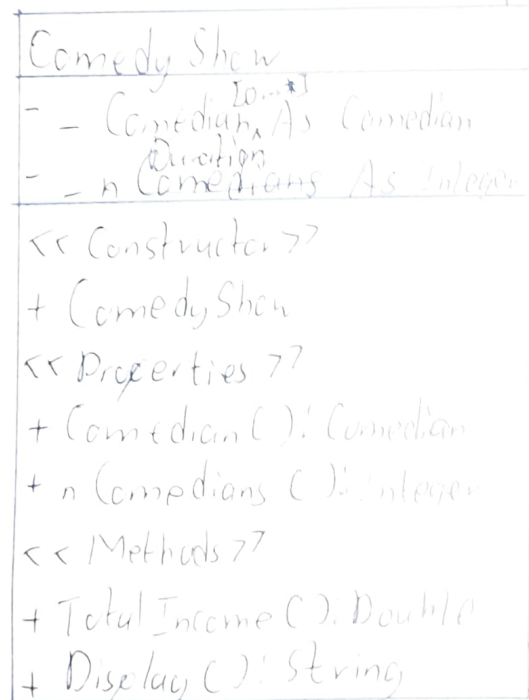 Comedy Show
- _ Comedian[0...*] As Comedian
Duration
- _ n Comedians As Integer
<< Constructor >>
+ ComedyShow
<< Properties >>
+ Comedian ( ): Comedian
+ n Comedians ( ): Integer
<< Methods >>
+ Total Income ( ): Double
+ Display ( ): String